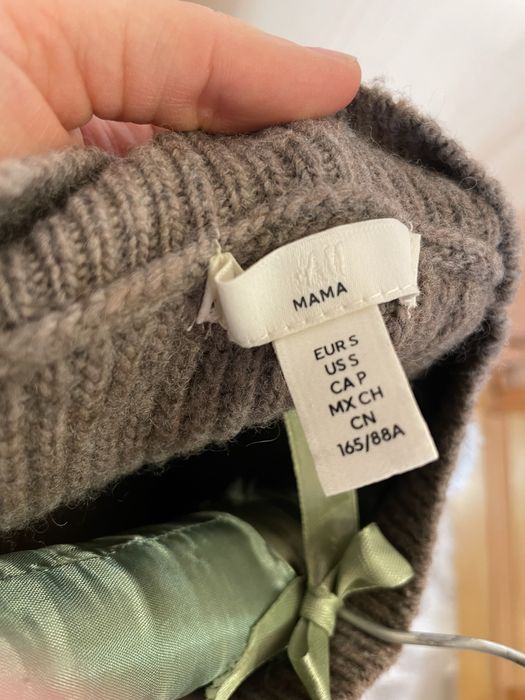 H&M
MAMA
EUR S
US S
CA P
MX CH
CN
165/88A